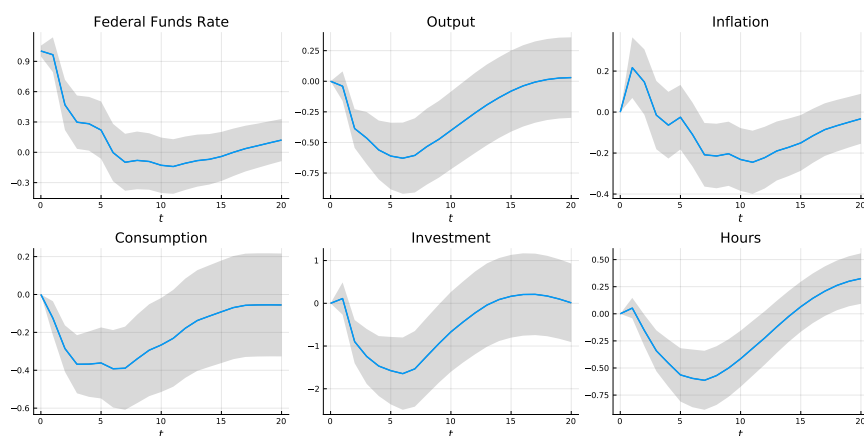 Federal Funds Rate
0.9
0.6
0.3
0.0
−0.3
0 5 10 15 20
t
Output
0.25
0.00
−0.25
−0.50
−0.75
0 5 10 15 20
t
Inflation
0.2
0.0
−0.2
−0.4
0 5 10 15 20
t
Consumption
0.2
0.0
−0.2
−0.4
−0.6
0 5 10 15 20
t
Investment
1
0
−1
−2
0 5 10 15 20
t
Hours
0.50
0.25
0.00
−0.25
−0.50
−0.75
0 5 10 15 20
t